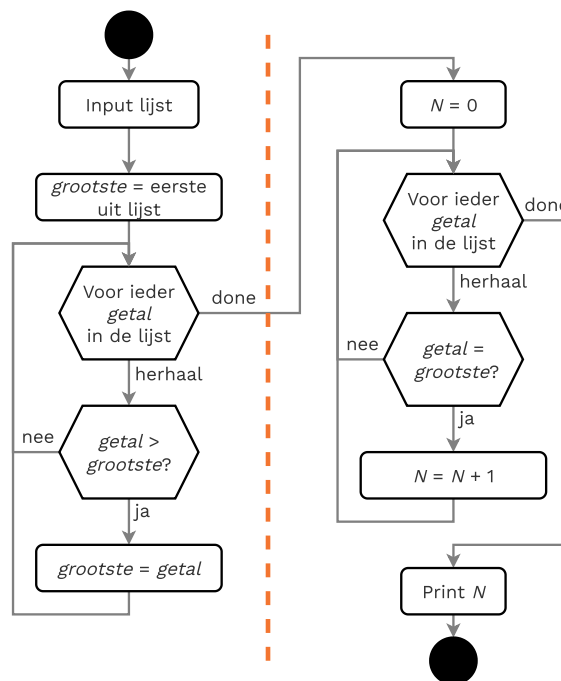 Input lijst
grootste = eerste
uit lijst
Voor ieder
getal
in de lijst
done
herhaal
getal >
grootste?
nee
ja
grootste = getal
N = 0
Voor ieder
getal
in de lijst
done
herhaal
getal =
grootste?
nee
ja
N = N + 1
Print N